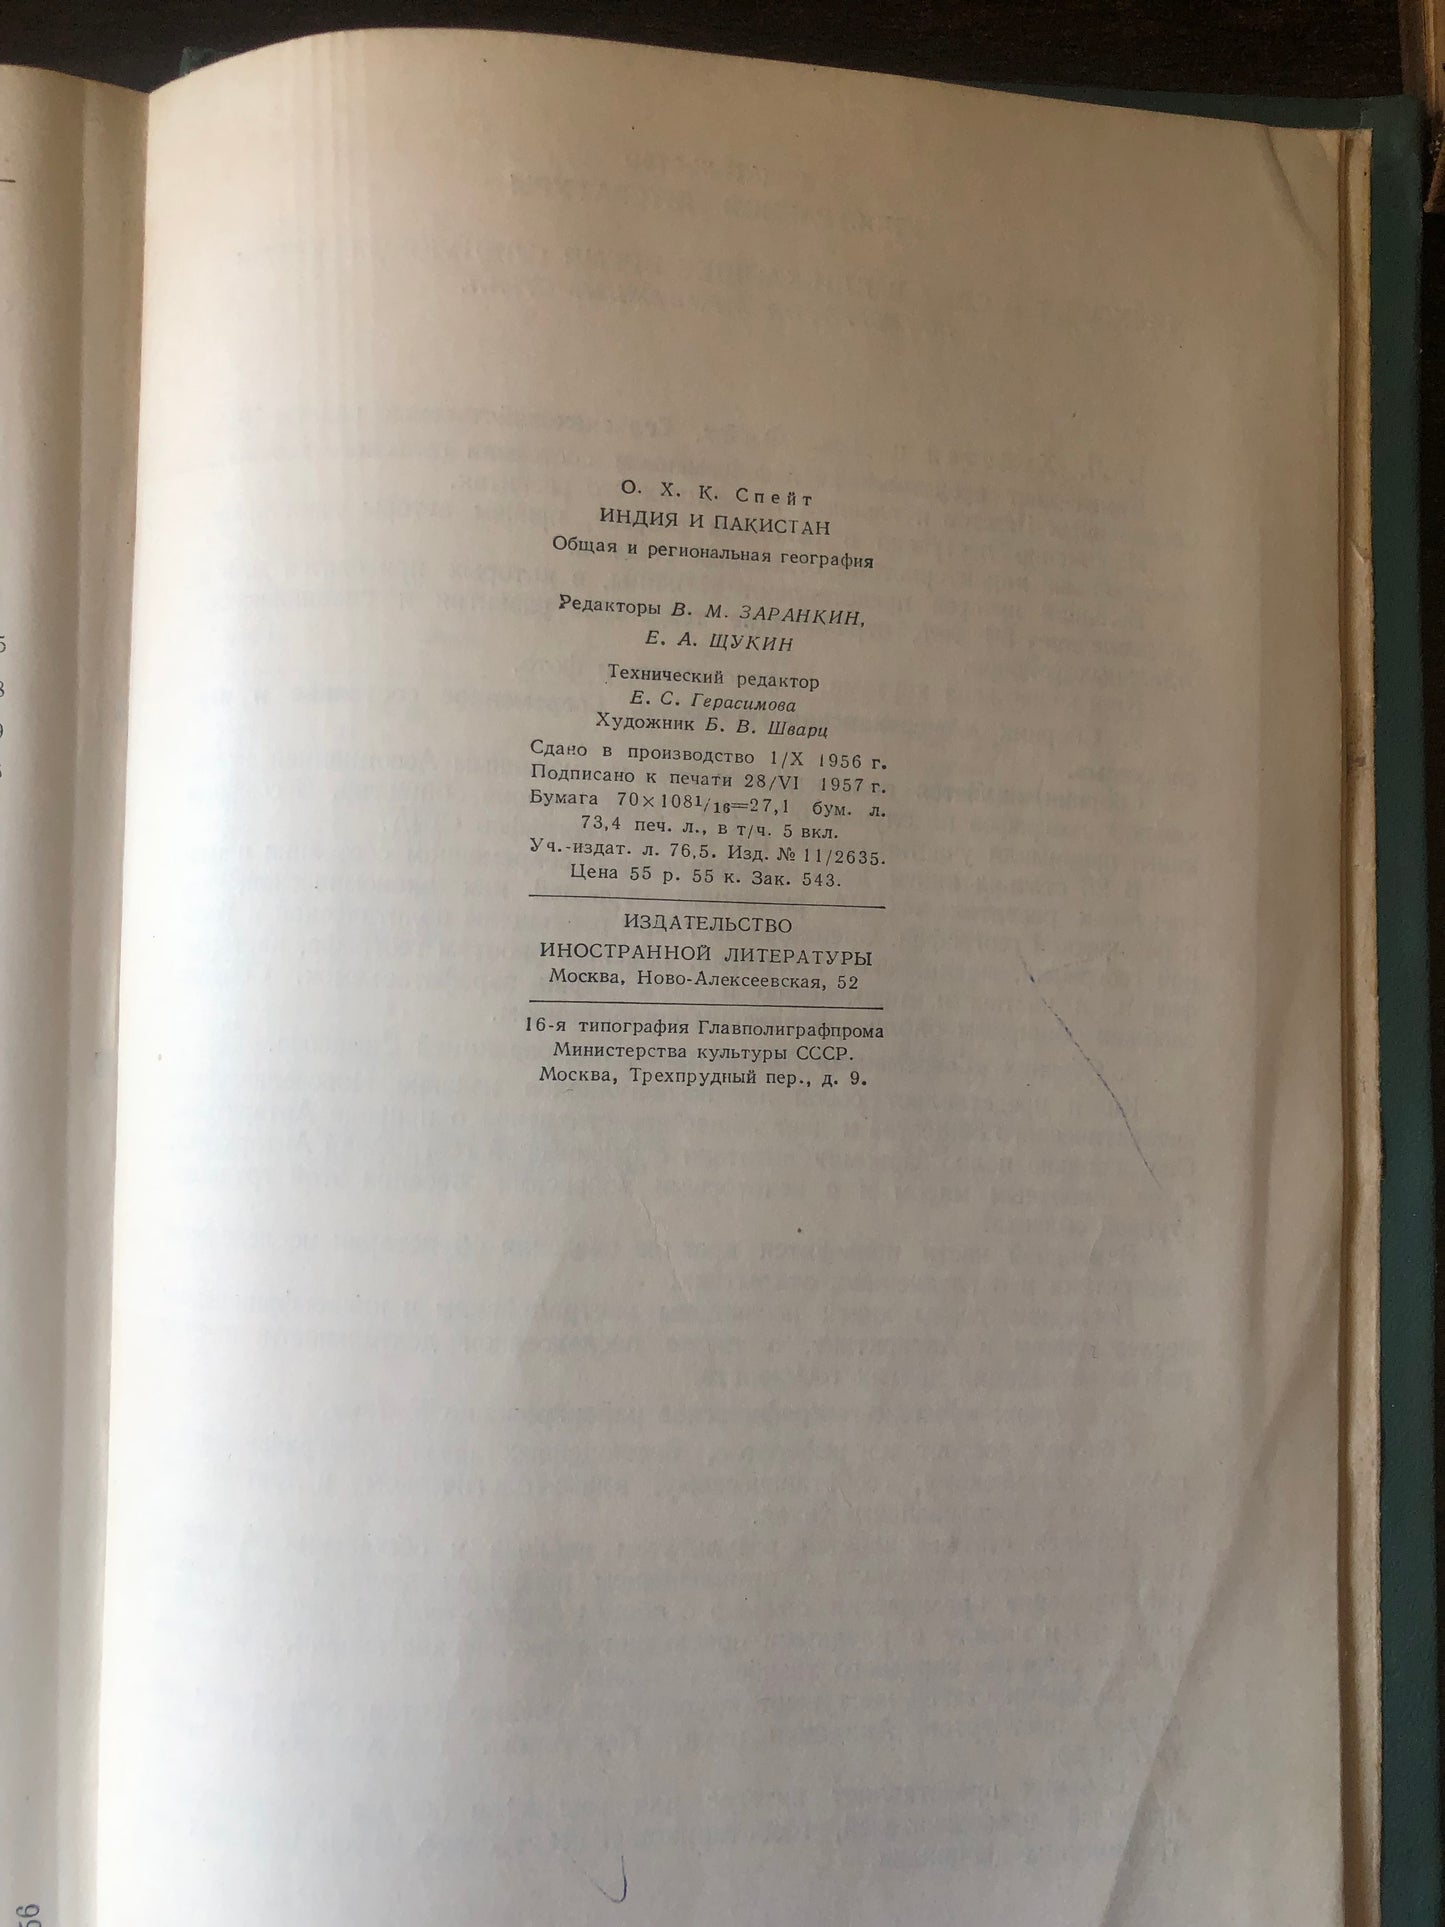 О. Х. К. Спейт
ИНДИЯ И ПАКИСТАН
Общая и региональная география
Редакторы В. М. ЗАРАНКИН,
Е. А. ЩУКИН
Технический редактор
Е. С. Герасимова
Художник Б. В. Шварц
Сдано в производство 1/X 1956 г.
Подписано к печати 28/VI 1957 г.
Бумага 70×108¹/₁₆=27,1 бум. л.
73,4 печ. л., в т/ч. 5 вкл.
Уч.-издат. л. 76,5. Изд. № 11/2635.
Цена 55 р. 55 к. Зак. 543.
ИЗДАТЕЛЬСТВО
ИНОСТРАННОЙ ЛИТЕРАТУРЫ
Москва, Ново-Алексеевская, 52
16-я типография Главполиграфпрома
Министерства культуры СССР.
Москва, Трехпрудный пер., д. 9.